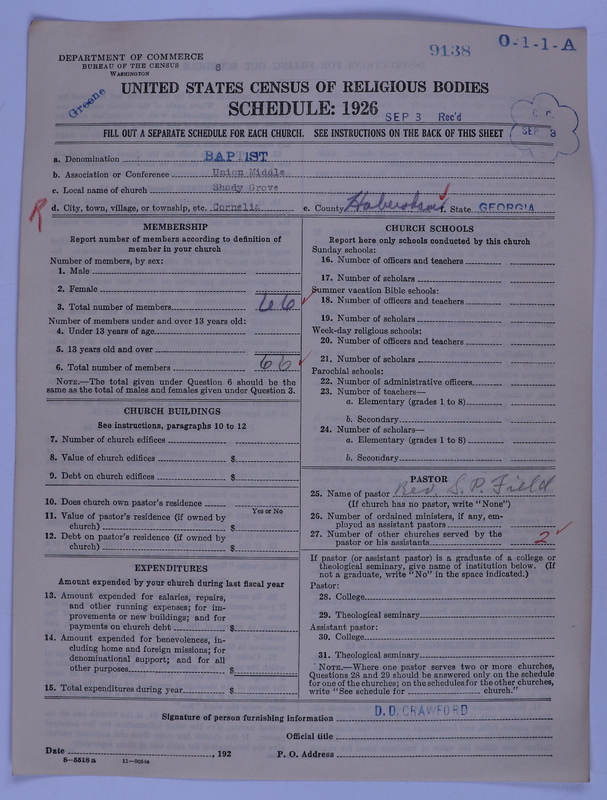 9138 O-1-1-A
DEPARTMENT OF COMMERCE
BUREAU OF THE CENSUS
WASHINGTON
8
Greene
UNITED STATES CENSUS OF RELIGIOUS BODIES
SCHEDULE: 1926
SEP 3 Rec'd
C. C.
SEP 3
FILL OUT A SEPARATE SCHEDULE FOR EACH CHURCH. SEE INSTRUCTIONS ON THE BACK OF THIS SHEET
a. Denomination BAPTIST
b. Association or Conference Union Middle
c. Local name of church Shady Grove
R d. City, town, village, or township, etc. Cornelia e. County Habersham f. State GEORGIA
MEMBERSHIP
Report number of members according to definition of
member in your church
Number of members, by sex:
1. Male
2. Female
3. Total number of members 66
Number of members under and over 13 years old:
4. Under 13 years of age
5. 13 years old and over
6. Total number of members 66
NOTE.—The total given under Question 6 should be the
same as the total of males and females given under Question 3.
CHURCH BUILDINGS
See instructions, paragraphs 10 to 12
7. Number of church edifices
8. Value of church edifices $
9. Debt on church edifices $
10. Does church own pastor's residence
Yes or No
11. Value of pastor's residence (if owned by
church) $
12. Debt on pastor's residence (if owned by
church) $
EXPENDITURES
Amount expended by your church during last fiscal year
13. Amount expended for salaries, repairs,
and other running expenses; for im-
provements or new buildings; and for
payments on church debt $
14. Amount expended for benevolences, in-
cluding home and foreign missions; for
denominational support; and for all
other purposes $
15. Total expenditures during year $
CHURCH SCHOOLS
Report here only schools conducted by this church
Sunday schools:
16. Number of officers and teachers
17. Number of scholars
Summer vacation Bible schools:
18. Number of officers and teachers
19. Number of scholars
Week-day religious schools:
20. Number of officers and teachers
21. Number of scholars
Parochial schools:
22. Number of administrative officers
23. Number of teachers—
a. Elementary (grades 1 to 8)
b. Secondary
24. Number of scholars—
a. Elementary (grades 1 to 8)
b. Secondary
PASTOR
25. Name of pastor Rev. S. P. Field
(If church has no pastor, write "None")
26. Number of ordained ministers, if any, em-
ployed as assistant pastors
27. Number of other churches served by the
pastor or his assistants 2
If pastor (or assistant pastor) is a graduate of a college or
theological seminary, give name of institution below. (If
not a graduate, write "No" in the space indicated.)
Pastor:
28. College
29. Theological seminary
Assistant pastor:
30. College
31. Theological seminary
NOTE.—Where one pastor serves two or more churches,
Questions 28 and 29 should be answered only on the schedule
for one of the churches; on the schedules for the other churches,
write "See schedule for church."
Signature of person furnishing information D. D. CRAWFORD
Official title
Date , 192 P. O. Address
8—5518a